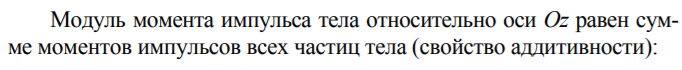 Модуль момента импульса тела относительно оси Oz равен сум-
ме моментов импульсов всех частиц тела (свойство аддитивности):